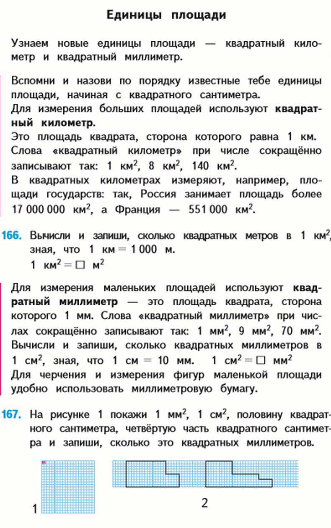 Единицы площади
Узнаем новые единицы площади — квадратный кило-
метр и квадратный миллиметр.
Вспомни и назови по порядку известные тебе единицы
площади, начиная с квадратного сантиметра.
Для измерения больших площадей используют квадрат-
ный километр.
Это площадь квадрата, сторона которого равна 1 км.
Слова «квадратный километр» при числе сокращённо
записывают так: 1 км², 8 км², 140 км².
В квадратных километрах измеряют, например, пло-
щади государств: так, Россия занимает площадь более
17 000 000 км², а Франция — 551 000 км².
166. Вычисли и запиши, сколько квадратных метров в 1 км²,
зная, что 1 км = 1 000 м.
1 км² = □ м²
Для измерения маленьких площадей используют квад-
ратный миллиметр — это площадь квадрата, сторона
которого 1 мм. Слова «квадратный миллиметр» при чис-
лах сокращённо записывают так: 1 мм², 9 мм², 70 мм².
Вычисли и запиши, сколько квадратных миллиметров в
1 см², зная, что 1 см = 10 мм. 1 см² = □ мм²
Для черчения и измерения фигур маленькой площади
удобно использовать миллиметровую бумагу.
167. На рисунке 1 покажи 1 мм², 1 см², половину квадрат-
ного сантиметра, четвёртую часть квадратного сантимет-
ра и запиши, сколько это квадратных миллиметров.
1
2